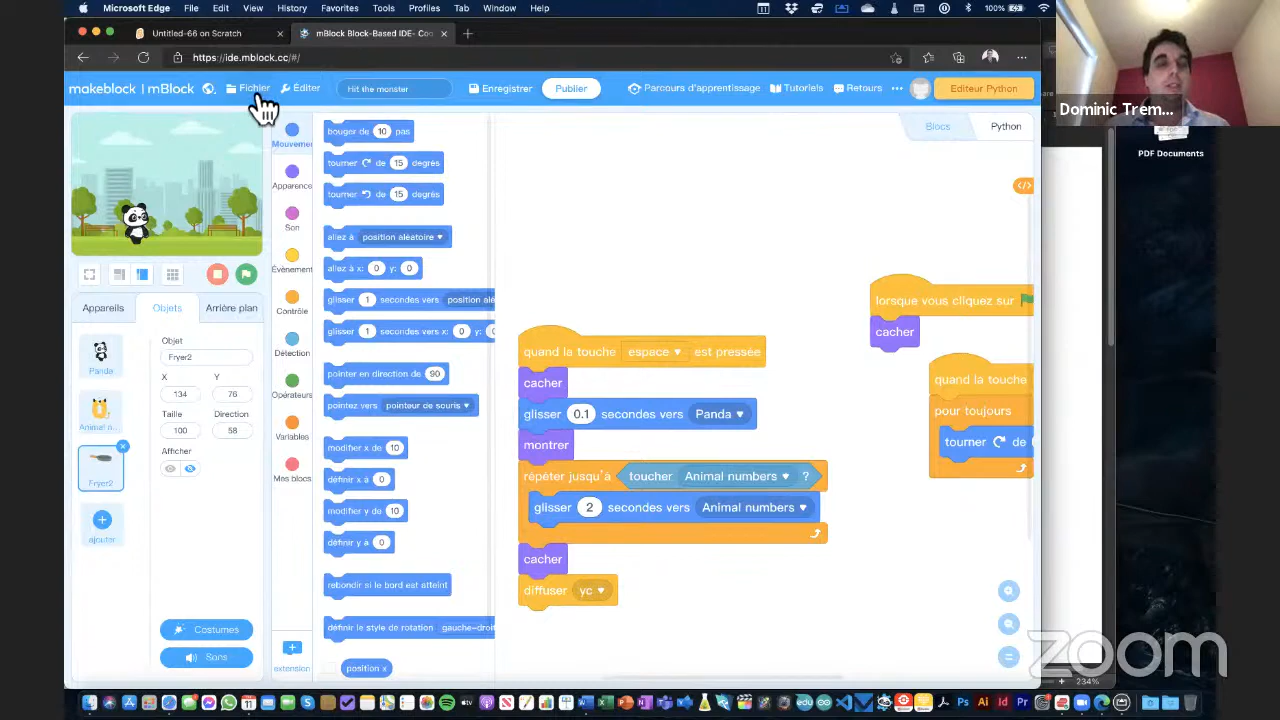 Microsoft Edge File Edit View History Favorites Tools Profiles Tab Window Help 100%
Untitled-66 on Scratch
mBlock Block-Based IDE- Co
https://ide.mblock.cc/#/
makeblock | mBlock Fichier Éditer Hit the monster Enregistrer Publier Parcours d'apprentissage Tutoriels Retours Editeur Python
Dominic Trem...
PDF Documents
Blocs Python
Mouvement
Apparence
Son
Évènement
Contrôle
Détection
Opérateurs
Variables
Mes blocs
extension
bouger de 10 pas
tourner de 15 degrés
tourner de 15 degrés
allez à position aléatoire
allez à x: 0 y: 0
glisser 1 secondes vers position alé
glisser 1 secondes vers x: 0 y:
pointer en direction de 90
pointez vers pointeur de souris
modifier x de 10
définir x à 0
modifier y de 10
définir y à 0
rebondir si le bord est atteint
définir le style de rotation gauche-droit
position x
Appareils Objets Arrière plan
Panda
Animal n...
Fryer2
ajouter
Objet
Fryer2
X Y
134 76
Taille Direction
100 58
Afficher
Costumes
Sons
quand la touche espace est pressée
cacher
glisser 0.1 secondes vers Panda
montrer
répéter jusqu'à toucher Animal numbers ?
glisser 2 secondes vers Animal numbers
cacher
diffuser yc
lorsque vous cliquez sur
cacher
quand la touche
pour toujours
tourner de
zoom
234%